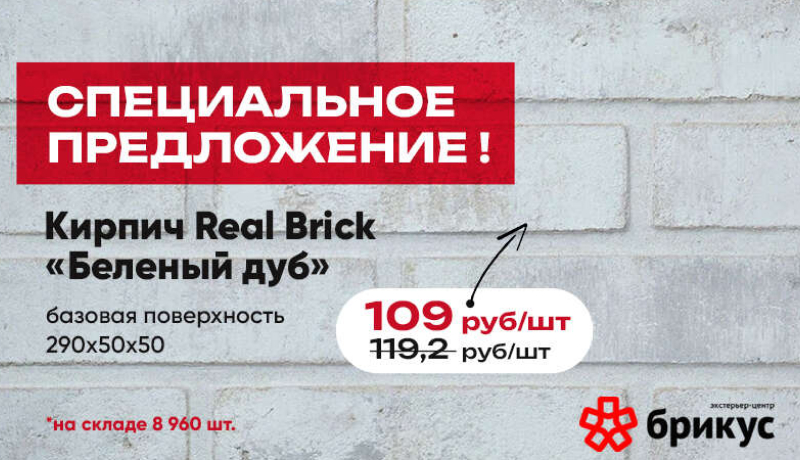 СПЕЦИАЛЬНОЕ
ПРЕДЛОЖЕНИЕ !
Кирпич Real Brick
«Беленый дуб»
базовая поверхность
290х50х50
109 руб/шт
119,2 руб/шт
*на складе 8 960 шт.
экстерьер-центр
брикус